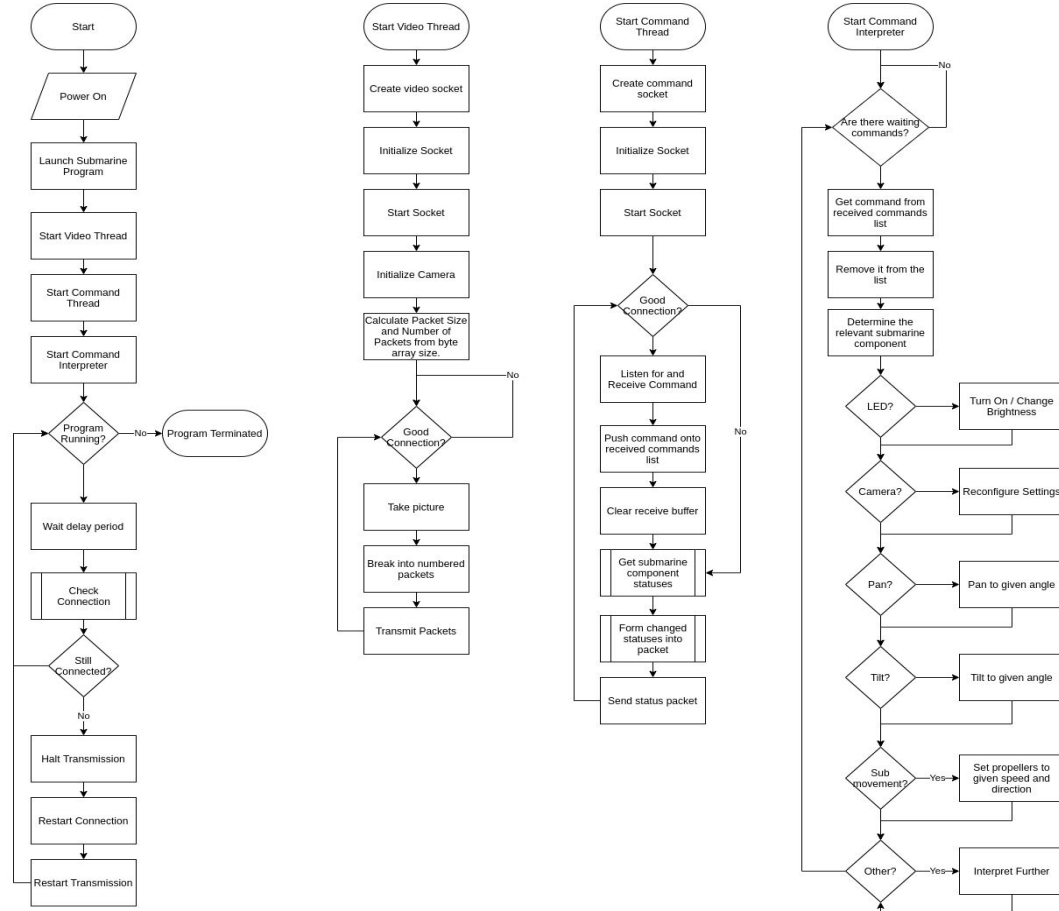 Start
Power On
Launch Submarine
Program
Start Video Thread
Start Command
Thread
Start Command
Interpreter
Program
Running?
No
Program Terminated
Wait delay period
Check
Connection
Still
Connected?
No
Halt Transmission
Restart Connection
Restart Transmission
Start Video Thread
Create video socket
Initialize Socket
Start Socket
Initialize Camera
Calculate Packet Size
and Number of
Packets from byte
array size.
No
Good
Connection?
Take picture
Break into numbered
packets
Transmit Packets
Start Command
Thread
Create command
socket
Initialize Socket
Start Socket
Good
Connection?
No
Listen for and
Receive Command
Push command onto
received commands
list
Clear receive buffer
Get submarine
component
statuses
Form changed
statuses into
packet
Send status packet
Start Command
Interpreter
No
Are there waiting
commands?
Get command from
received commands
list
Remove it from the
list
Determine the
relevant submarine
component
LED?
Turn On / Change
Brightness
Camera?
Reconfigure Settings
Pan?
Pan to given angle
Tilt?
Tilt to given angle
Sub
movement?
Yes
Set propellers to
given speed and
direction
Other?
Yes
Interpret Further